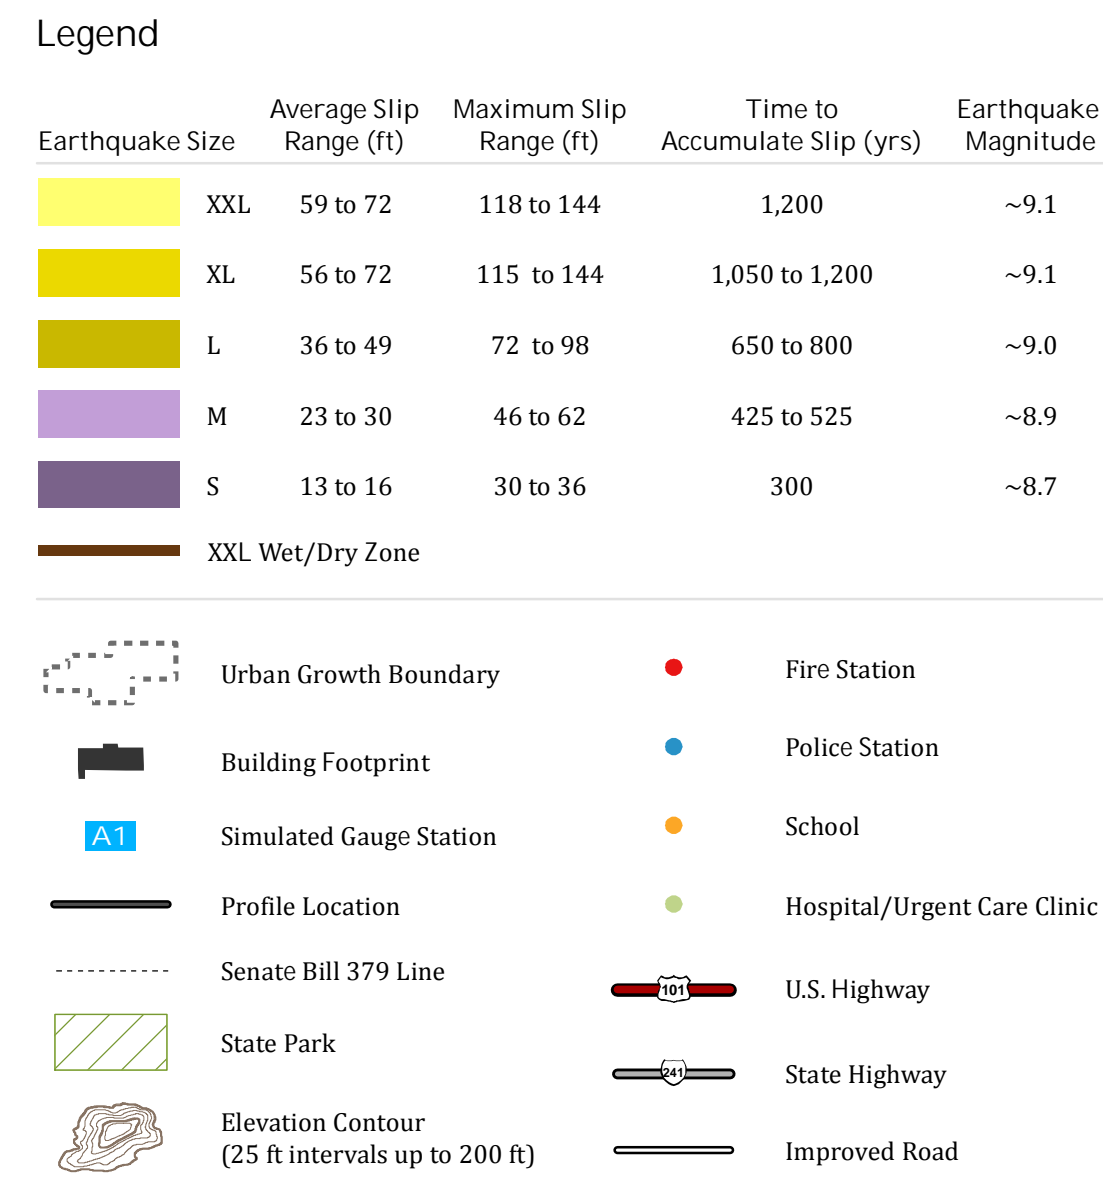 Legend
Average Slip Maximum Slip Time to Earthquake
Earthquake Size Range (ft) Range (ft) Accumulate Slip (yrs) Magnitude
XXL 59 to 72 118 to 144 1,200 ~9.1
XL 56 to 72 115 to 144 1,050 to 1,200 ~9.1
L 36 to 49 72 to 98 650 to 800 ~9.0
M 23 to 30 46 to 62 425 to 525 ~8.9
S 13 to 16 30 to 36 300 ~8.7
XXL Wet/Dry Zone
Urban Growth Boundary
Building Footprint
A1 Simulated Gauge Station
Profile Location
Senate Bill 379 Line
State Park
Elevation Contour
(25 ft intervals up to 200 ft)
Fire Station
Police Station
School
Hospital/Urgent Care Clinic
101 U.S. Highway
241 State Highway
Improved Road